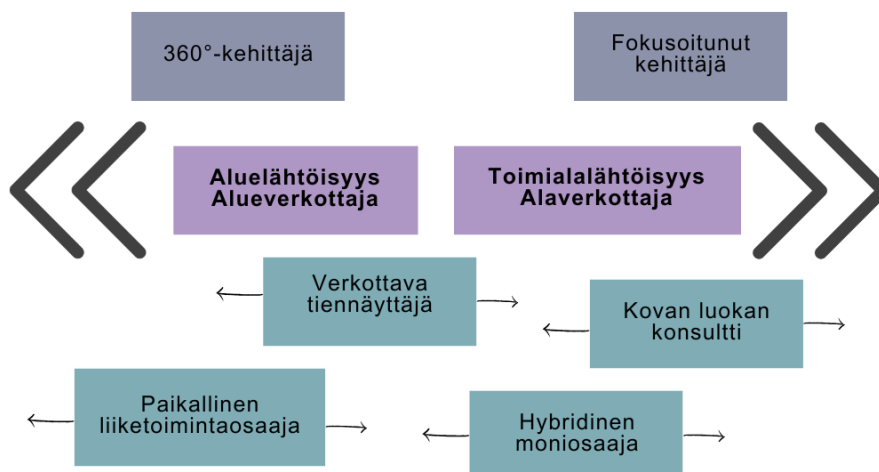 360°-kehittäjä
Fokusoitunut
kehittäjä
Aluelähtöisyys
Alueverkottaja
Toimialalähtöisyys
Alaverkottaja
Verkottava
tiennäyttäjä
Kovan luokan
konsultti
Paikallinen
liiketoimintaosaaja
Hybridinen
moniosaaja